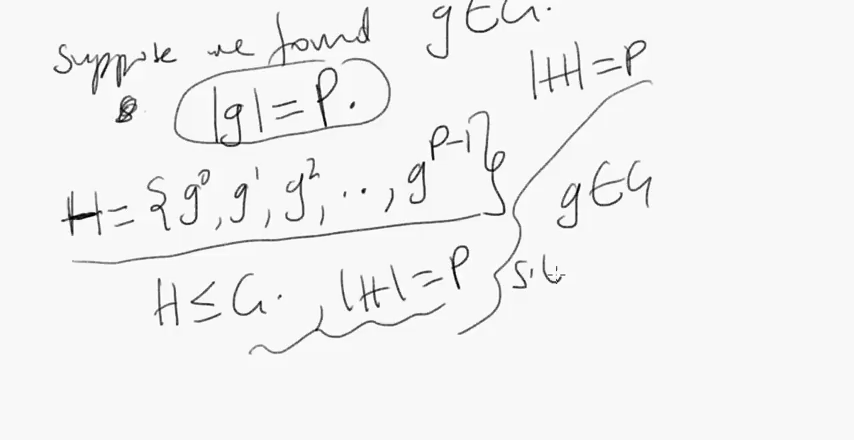 Suppose we found g∈G.
|g|=P.
|H|=P
H={g⁰,g¹,g²,..,g^{P-1}}
g∈G
H≤G. , |H|=P